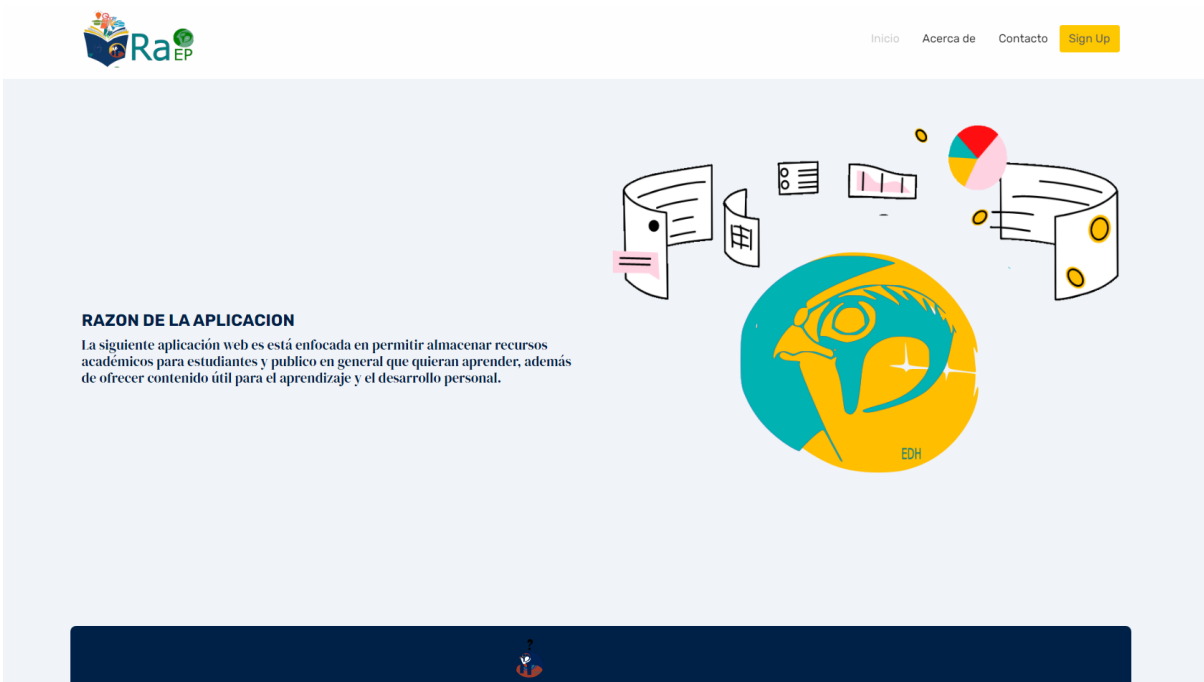 Ra
EP
Inicio
Acerca de
Contacto
Sign Up
RAZON DE LA APLICACION
La siguiente aplicación web es está enfocada en permitir almacenar recursos
académicos para estudiantes y publico en general que quieran aprender, además
de ofrecer contenido útil para el aprendizaje y el desarrollo personal.
EDH
?